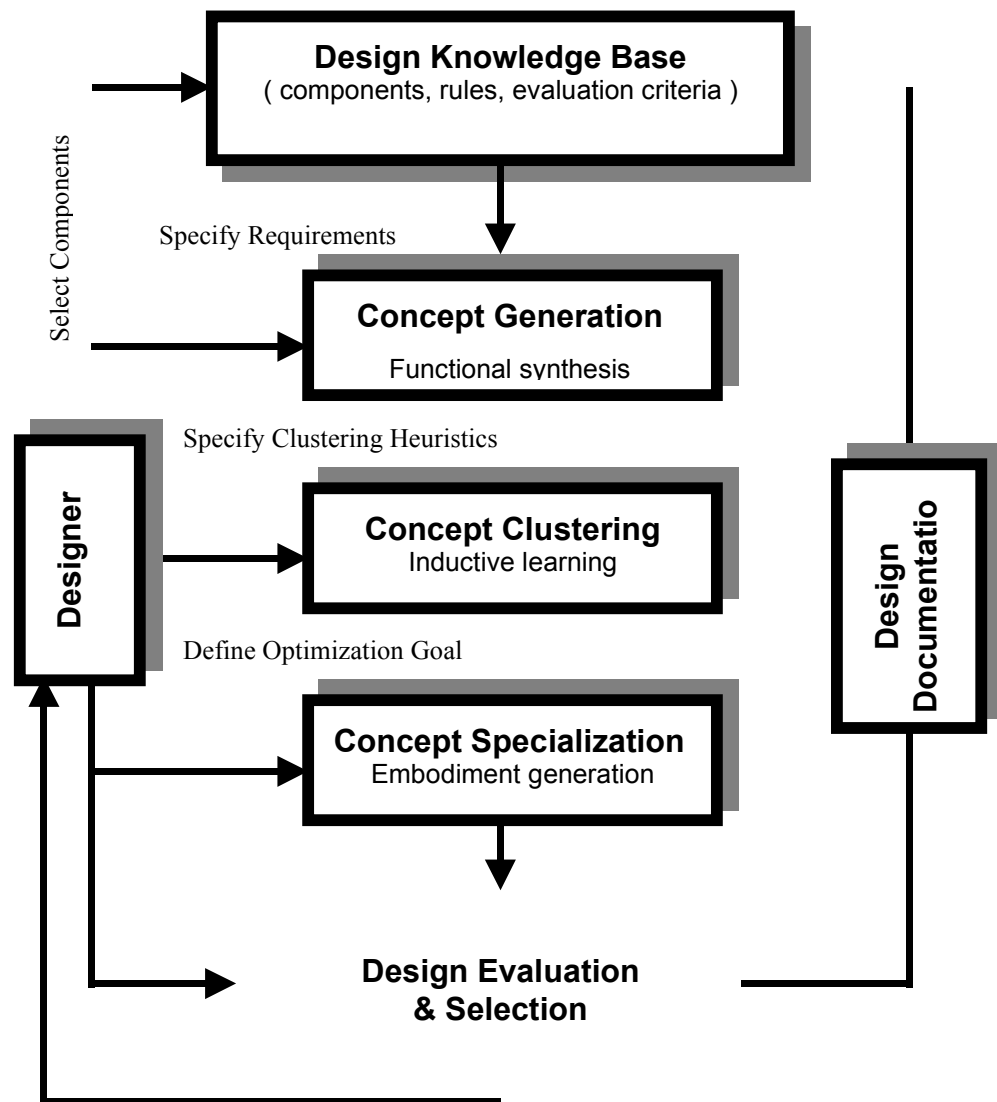 Design Knowledge Base
( components, rules, evaluation criteria )
Select Components
Specify Requirements
Concept Generation
Functional synthesis
Specify Clustering Heuristics
Designer
Concept Clustering
Inductive learning
Design
Documentatio
Define Optimization Goal
Concept Specialization
Embodiment generation
Design Evaluation
& Selection